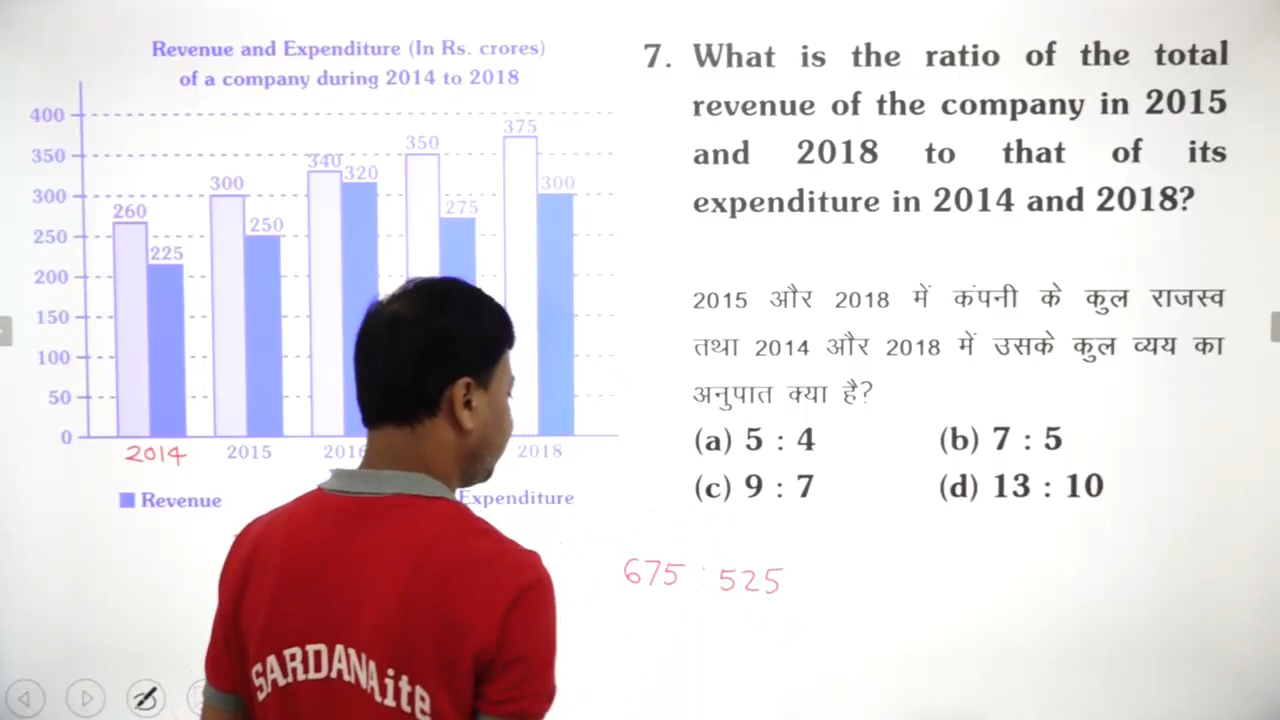 Revenue and Expenditure (In Rs. crores)
of a company during 2014 to 2018
400
350
300
250
200
150
100
50
0
260
225
300
250
340
320
350
275
375
300
2014
2015
2016
2018
Revenue
Expenditure
7. What is the ratio of the total
revenue of the company in 2015
and 2018 to that of its
expenditure in 2014 and 2018?
2015 और 2018 में कंपनी के कुल राजस्व
तथा 2014 और 2018 में उसके कुल व्यय का
अनुपात क्या है?
(a) 5 : 4
(b) 7 : 5
(c) 9 : 7
(d) 13 : 10
675 : 525
SARDANAite